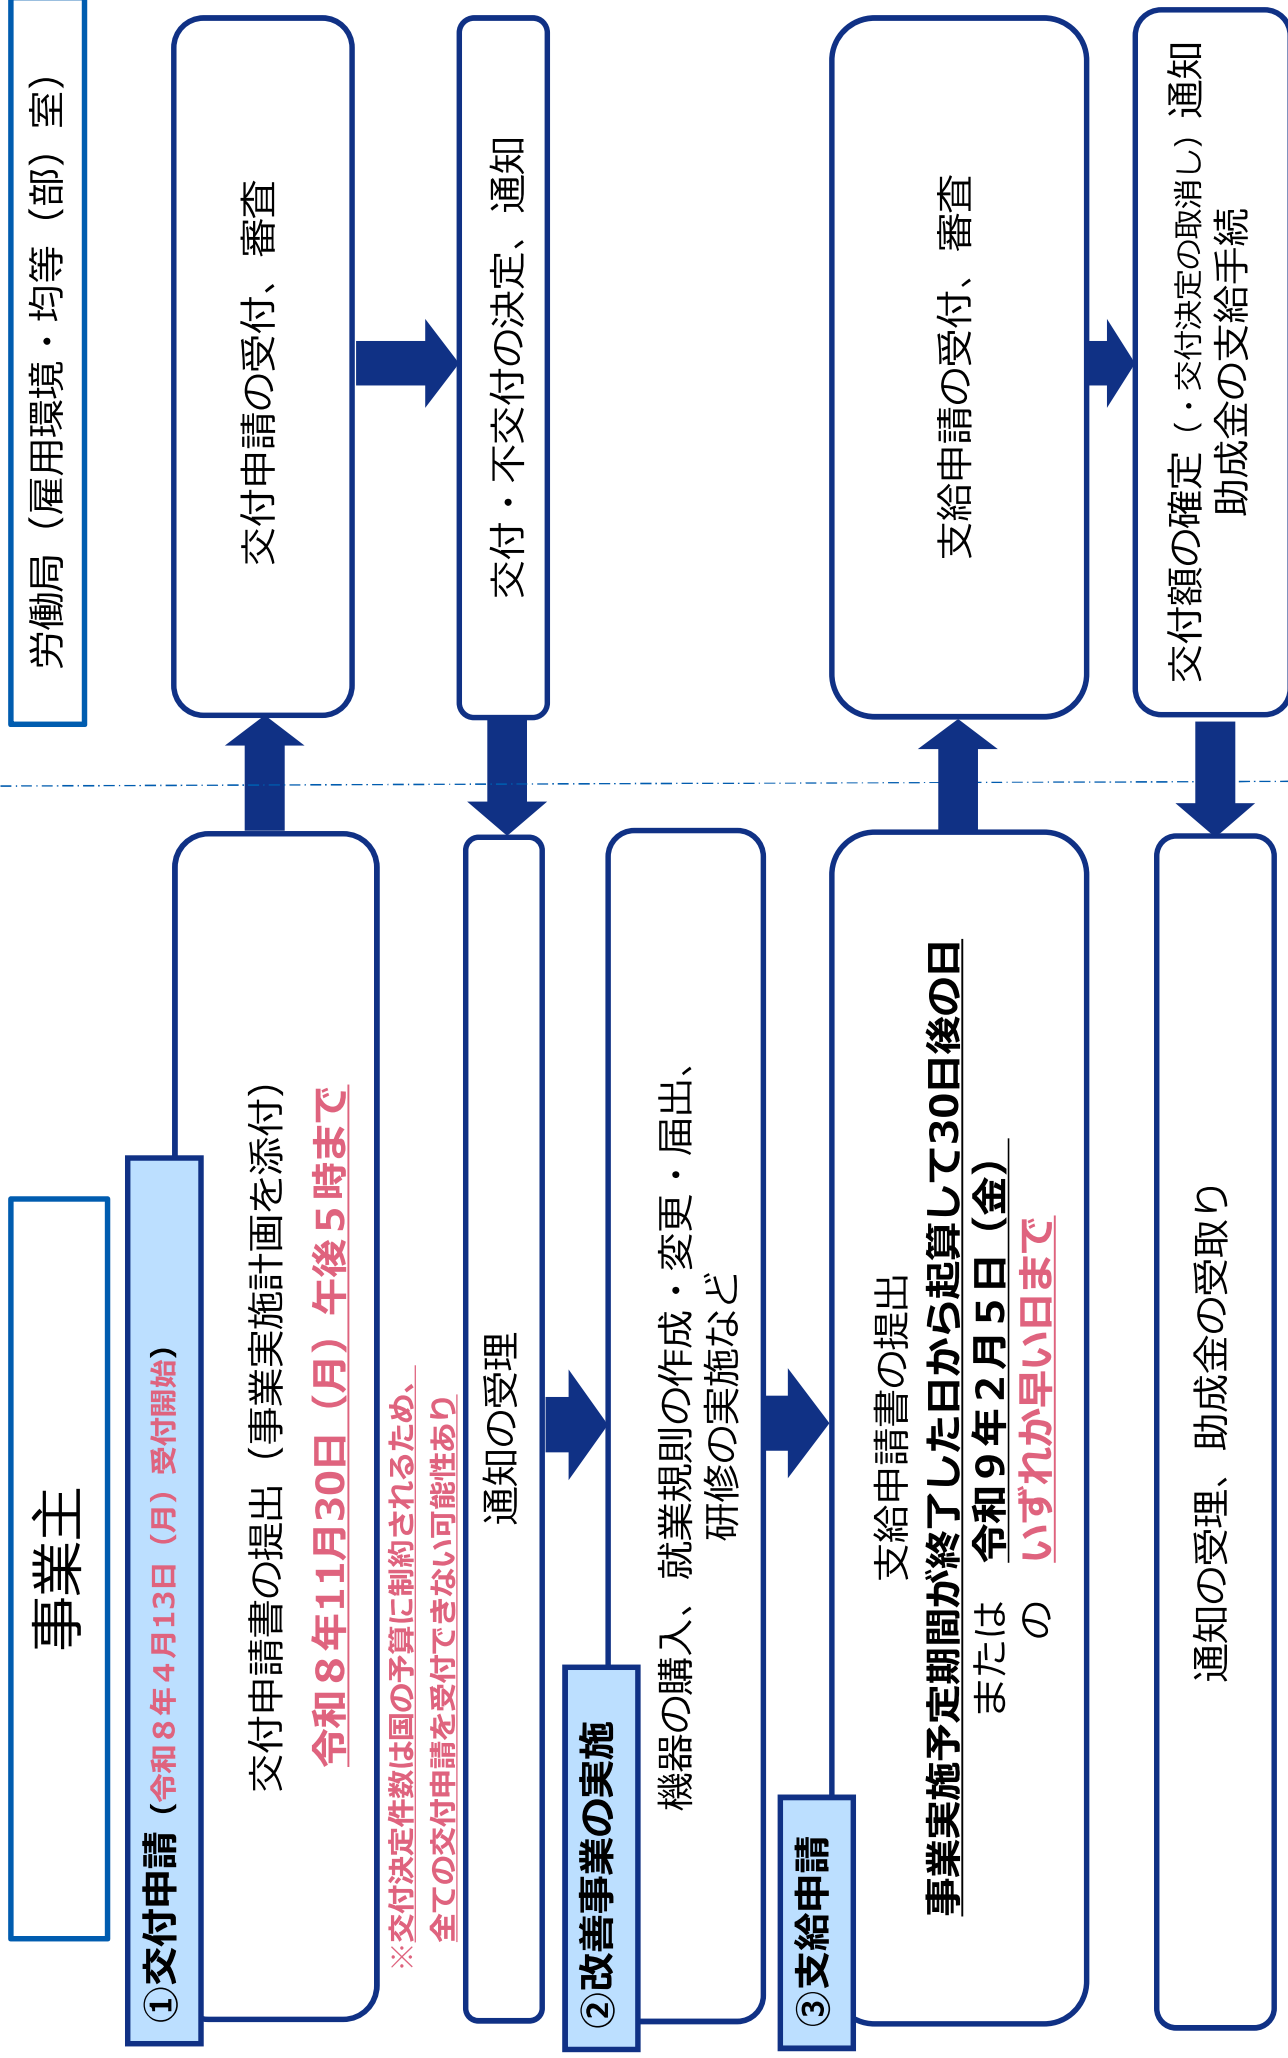 事業主
労働局（雇用環境・均等（部）室）
①交付申請（令和８年４月13日（月）受付開始）
交付申請書の提出（事業実施計画を添付）
令和８年11月30日（月）午後５時まで
交付申請の受付、審査
※交付決定件数は国の予算に制約されるため、
全ての交付申請を受付できない可能性あり
交付・不交付の決定、通知
通知の受理
②改善事業の実施
機器の購入、就業規則の作成・変更・届出、
研修の実施など
③支給申請
支給申請書の提出
事業実施予定期間が終了した日から起算して30日後の日
または　令和９年２月５日（金）
の　いずれか早い日まで
支給申請の受付、審査
交付額の確定（・交付決定の取消し）通知
助成金の支給手続
通知の受理、助成金の受取り